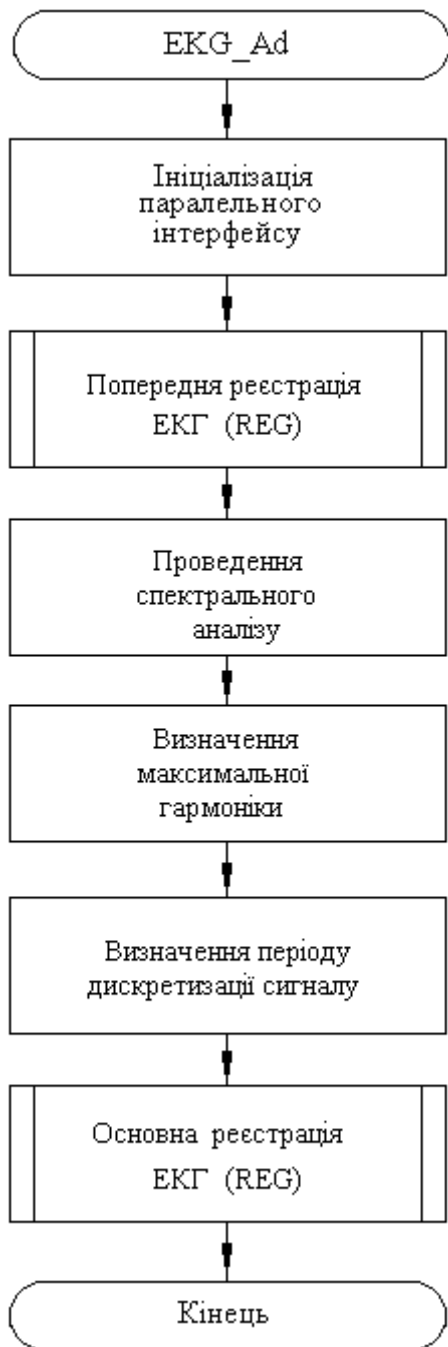 EKG_Ad
Ініціалізація
паралельного
інтерфейсу
Попередня реєстрація
ЕКГ (REG)
Проведення
спектрального
аналізу
Визначення
максимальної
гармоніки
Визначення періоду
дискретизації сигналу
Основна реєстрація
ЕКГ (REG)
Кінець